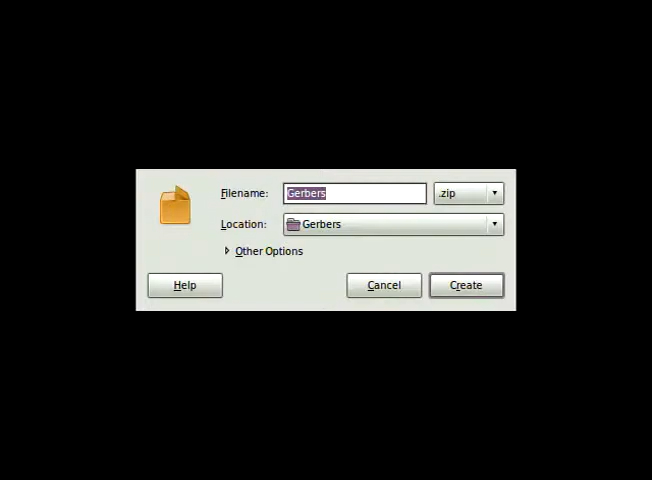 Filename: Gerbers .zip
Location: Gerbers
Other Options
Help Cancel Create